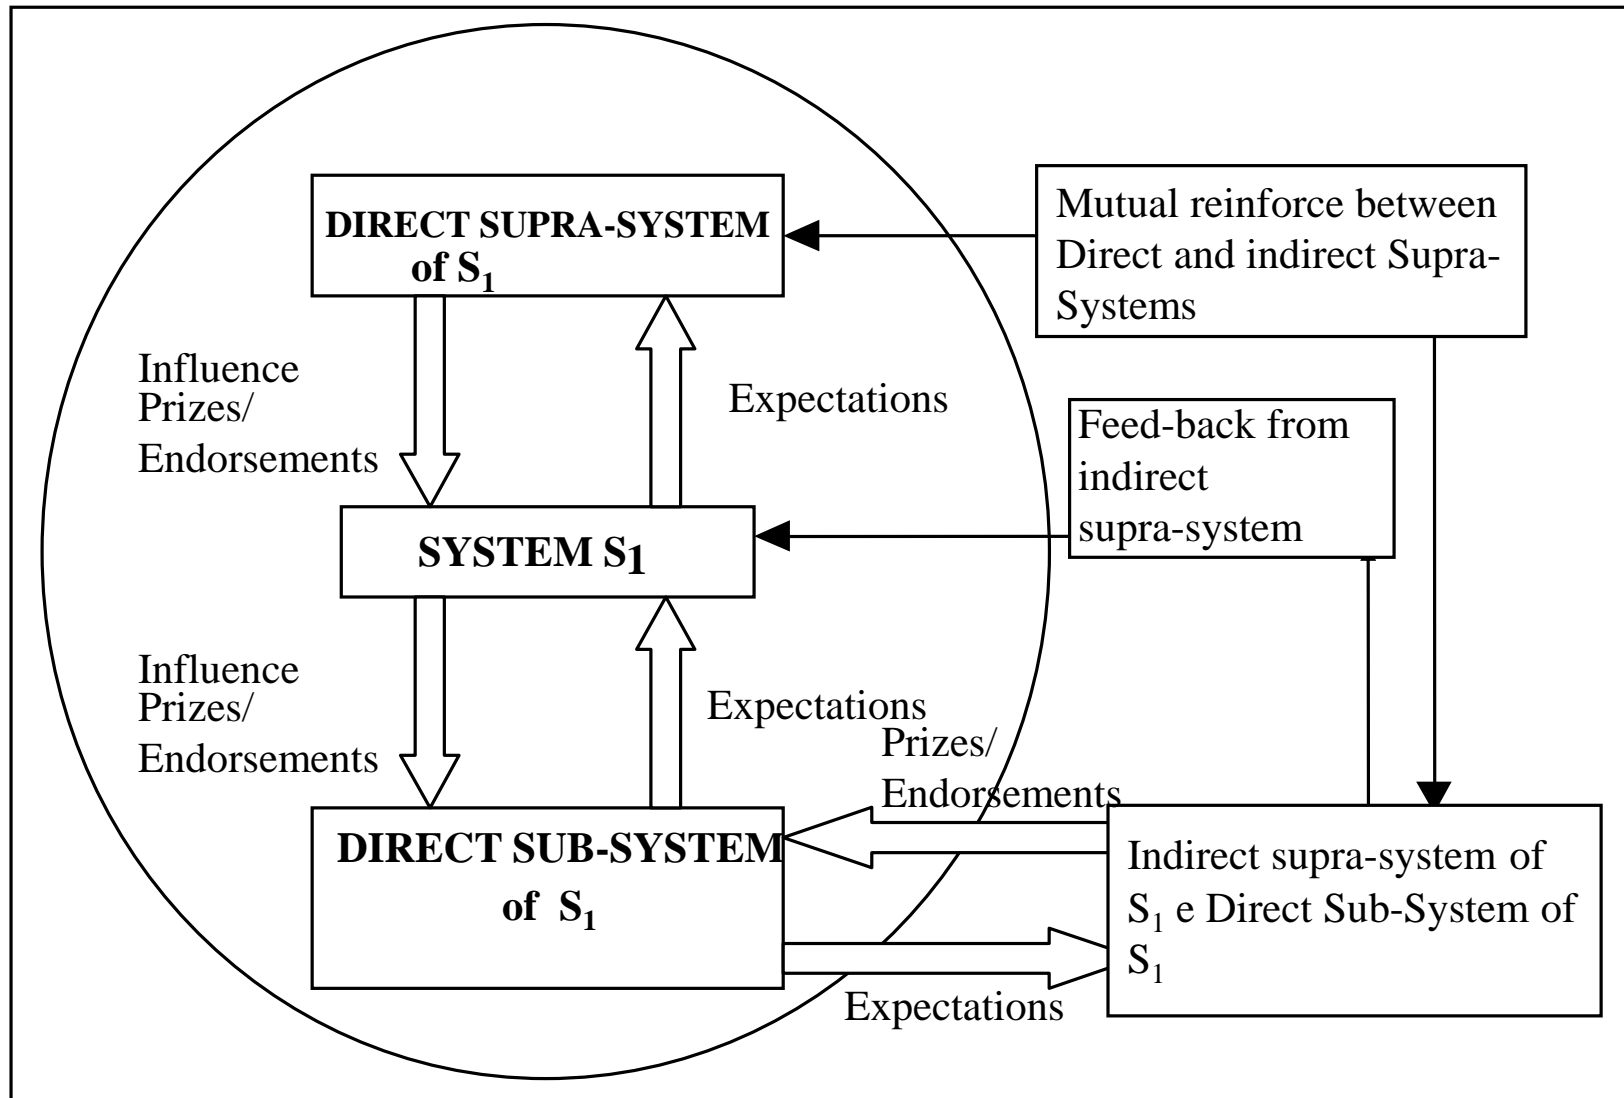 DIRECT SUPRA-SYSTEM
of S1
Mutual reinforce between
Direct and indirect Supra-
Systems
Influence
Prizes/
Endorsements
Expectations
Feed-back from
indirect
supra-system
SYSTEM S1
Influence
Prizes/
Endorsements
Expectations
Prizes/
Endorsements
DIRECT SUB-SYSTEM
of S1
Indirect supra-system of
S1 e Direct Sub-System of
S1
Expectations